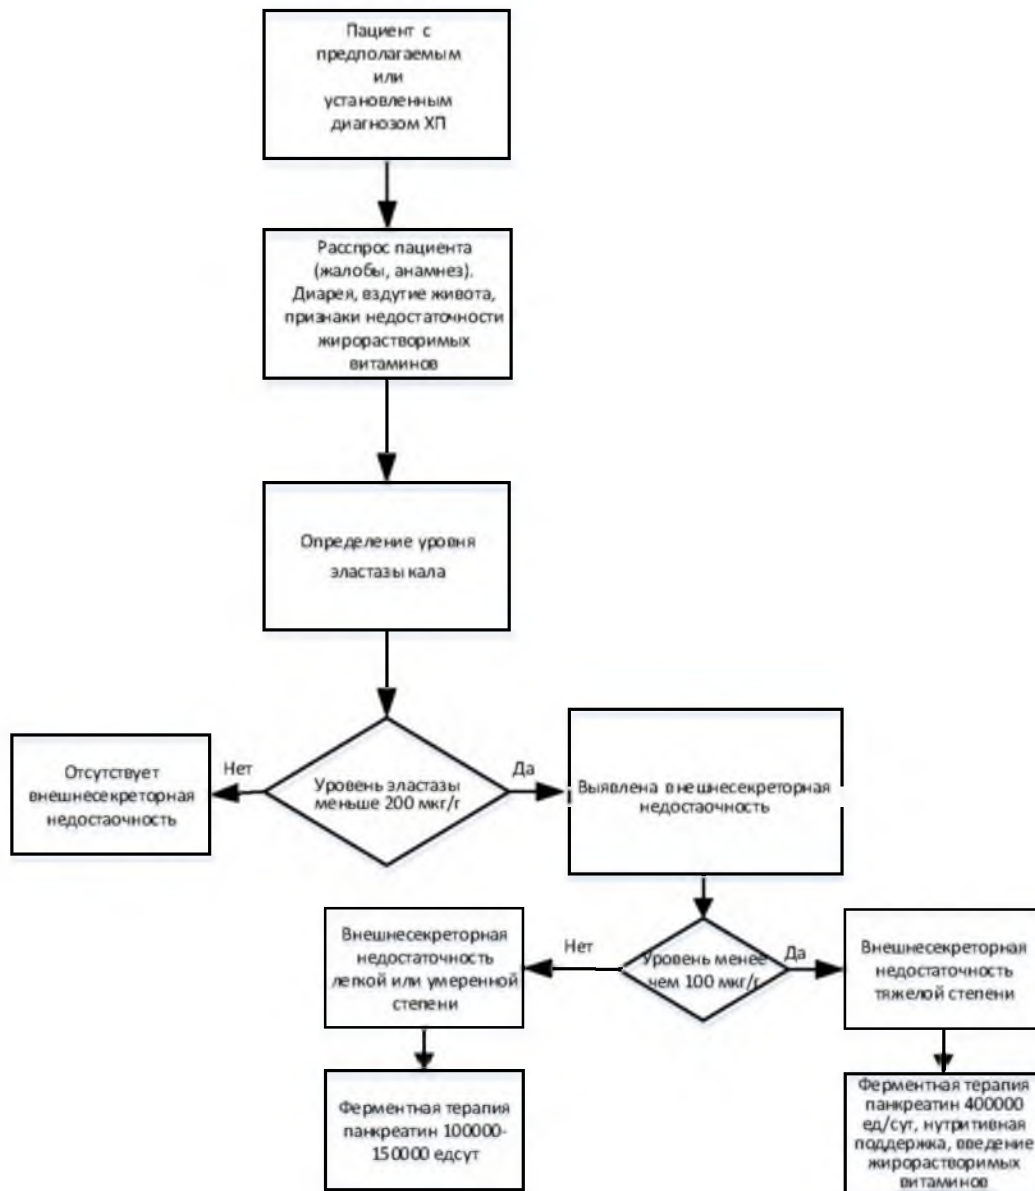 Пациент с
предполагаемым
или
установленным
диагнозом ХП
Расспрос пациента
(жалобы, анамнез).
Диарея, вздутие живота,
признаки недостаточности
жирорастворимых
витаминов
Определение уровня
эластазы кала
Уровень эластазы
меньше 200 мкг/г
Нет
Да
Отсутствует
внешнесекреторная
недостаочность
Выявлена внешнесекреторная
недостаочность
Уровень менее
чем 100 мкг/г
Нет
Да
Внешнесекреторная
недостаточность
легкой или умеренной
степени
Внешнесекреторная
недостаточность
тяжелой степени
Ферментная терапия
панкреатин 100000-
150000 едсут
Ферментная терапия
панкреатин 400000
ед/сут, нутритивная
поддержка, введение
жирорастворимых
витаминов